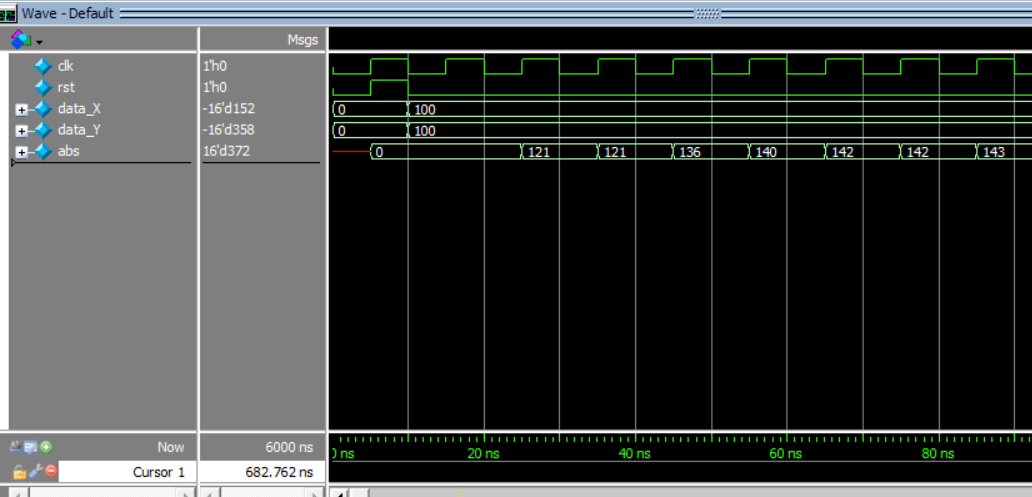 Wave - Default
Msgs
clk 1'h0
rst 1'h0
data_X -16'd152 0 100
data_Y -16'd358 0 100
abs 16'd372 0 121 121 136 140 142 142 143
Now 6000 ns
Cursor 1 682.762 ns
ns 20 ns 40 ns 60 ns 80 ns